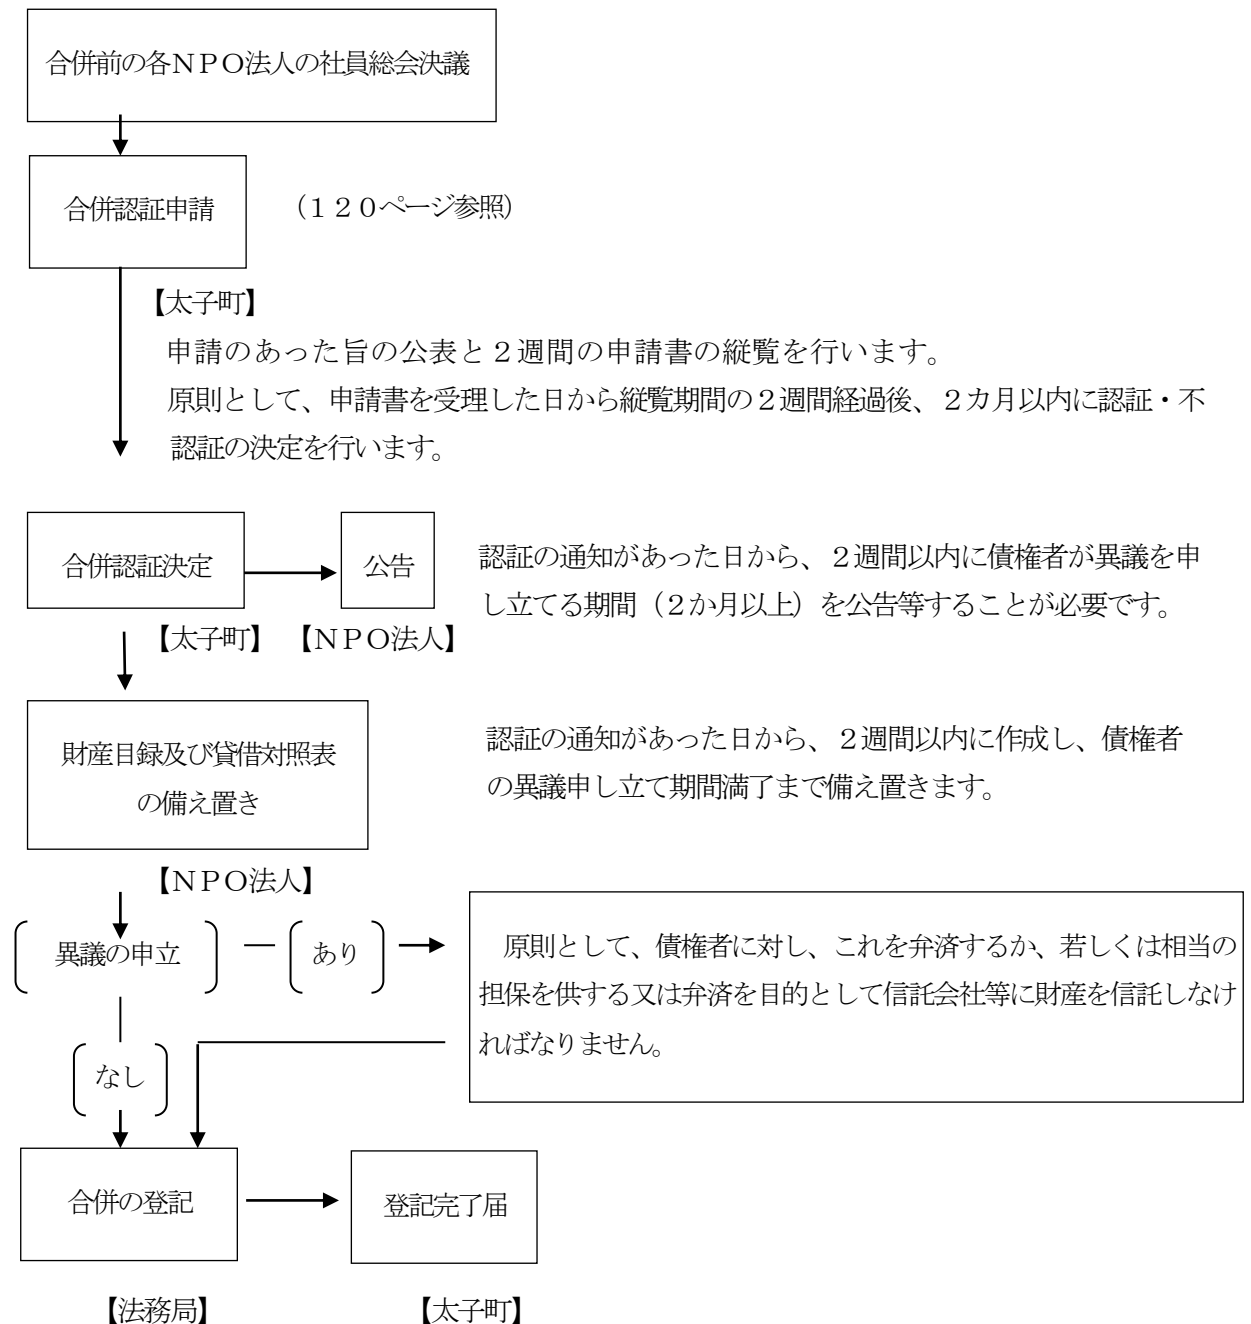 合併前の各ＮＰＯ法人の社員総会決議
合併認証申請
（１２０ページ参照）
【太子町】
申請のあった旨の公表と２週間の申請書の縦覧を行います。
原則として、申請書を受理した日から縦覧期間の２週間経過後、２カ月以内に認証・不
認証の決定を行います。
合併認証決定
公告
認証の通知があった日から、２週間以内に債権者が異議を申
し立てる期間（２か月以上）を公告等することが必要です。
【太子町】
【ＮＰＯ法人】
財産目録及び貸借対照表
の備え置き
認証の通知があった日から、２週間以内に作成し、債権者
の異議申し立て期間満了まで備え置きます。
【ＮＰＯ法人】
異議の申立
あり
原則として、債権者に対し、これを弁済するか、若しくは相当の
担保を供する又は弁済を目的として信託会社等に財産を信託しなけ
ればなりません。
なし
合併の登記
登記完了届
【法務局】
【太子町】